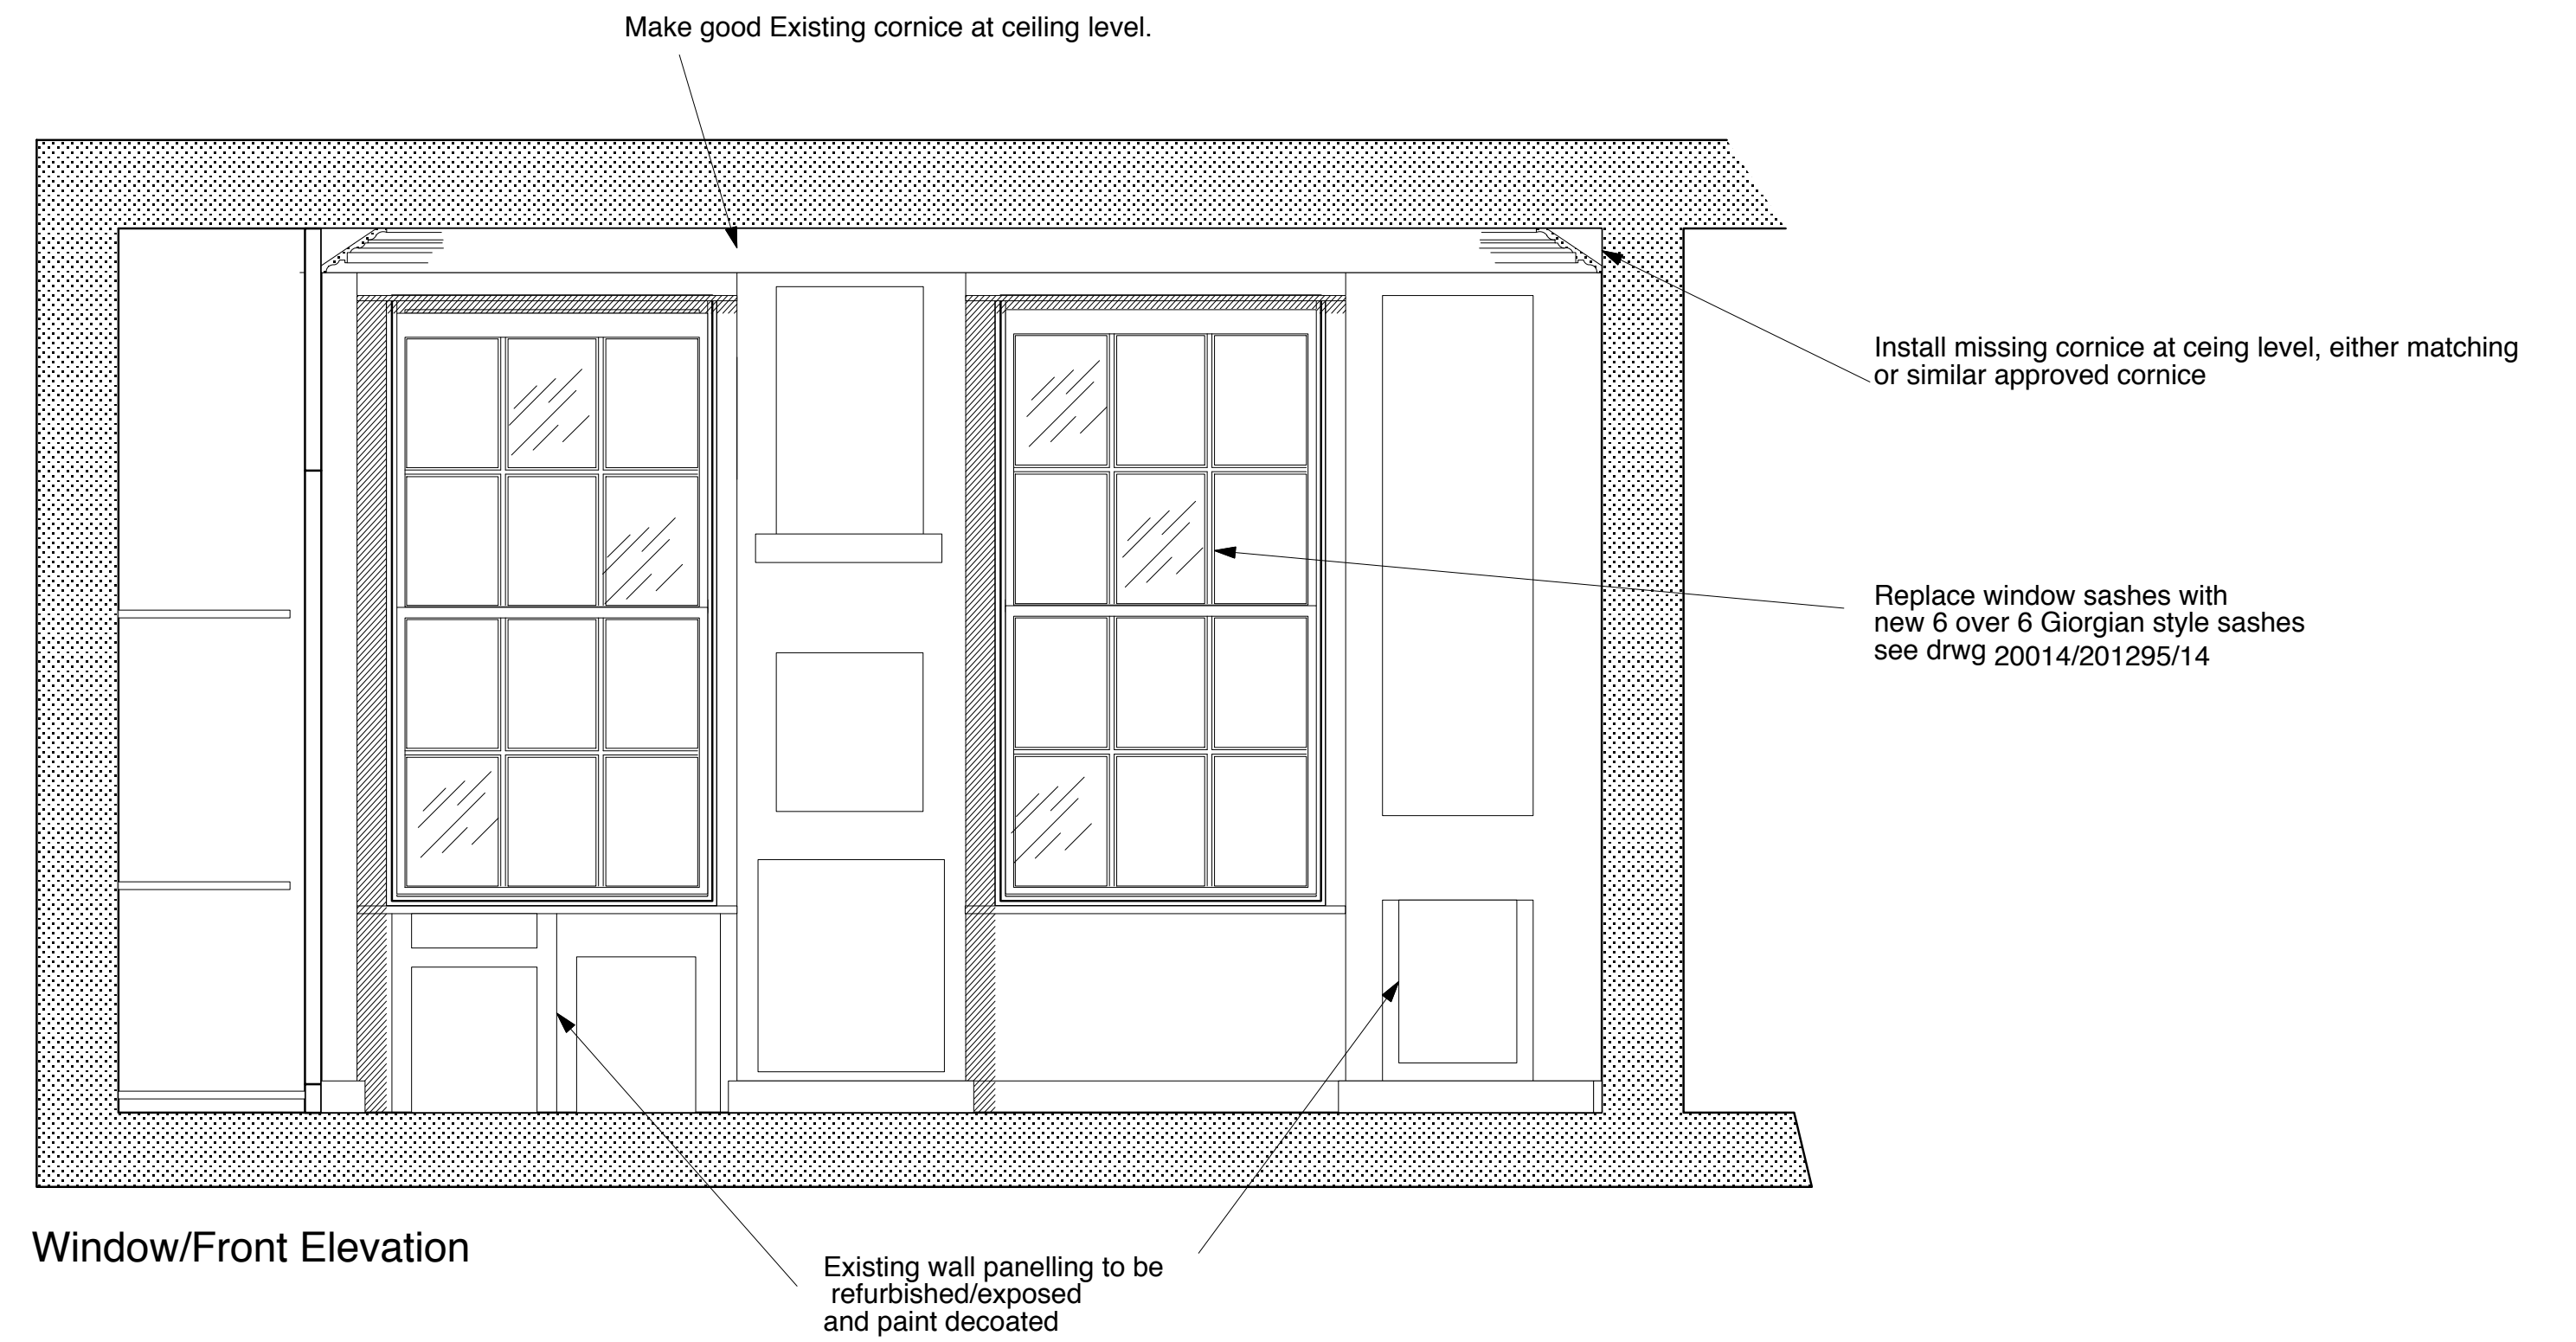 Make good Existing cornice at ceiling level.
Install missing cornice at ceing level, either matching
or similar approved cornice
Replace window sashes with
new 6 over 6 Giorgian style sashes
see drwg 20014/201295/14
Window/Front Elevation
Existing wall panelling to be
refurbished/exposed
and paint decoated